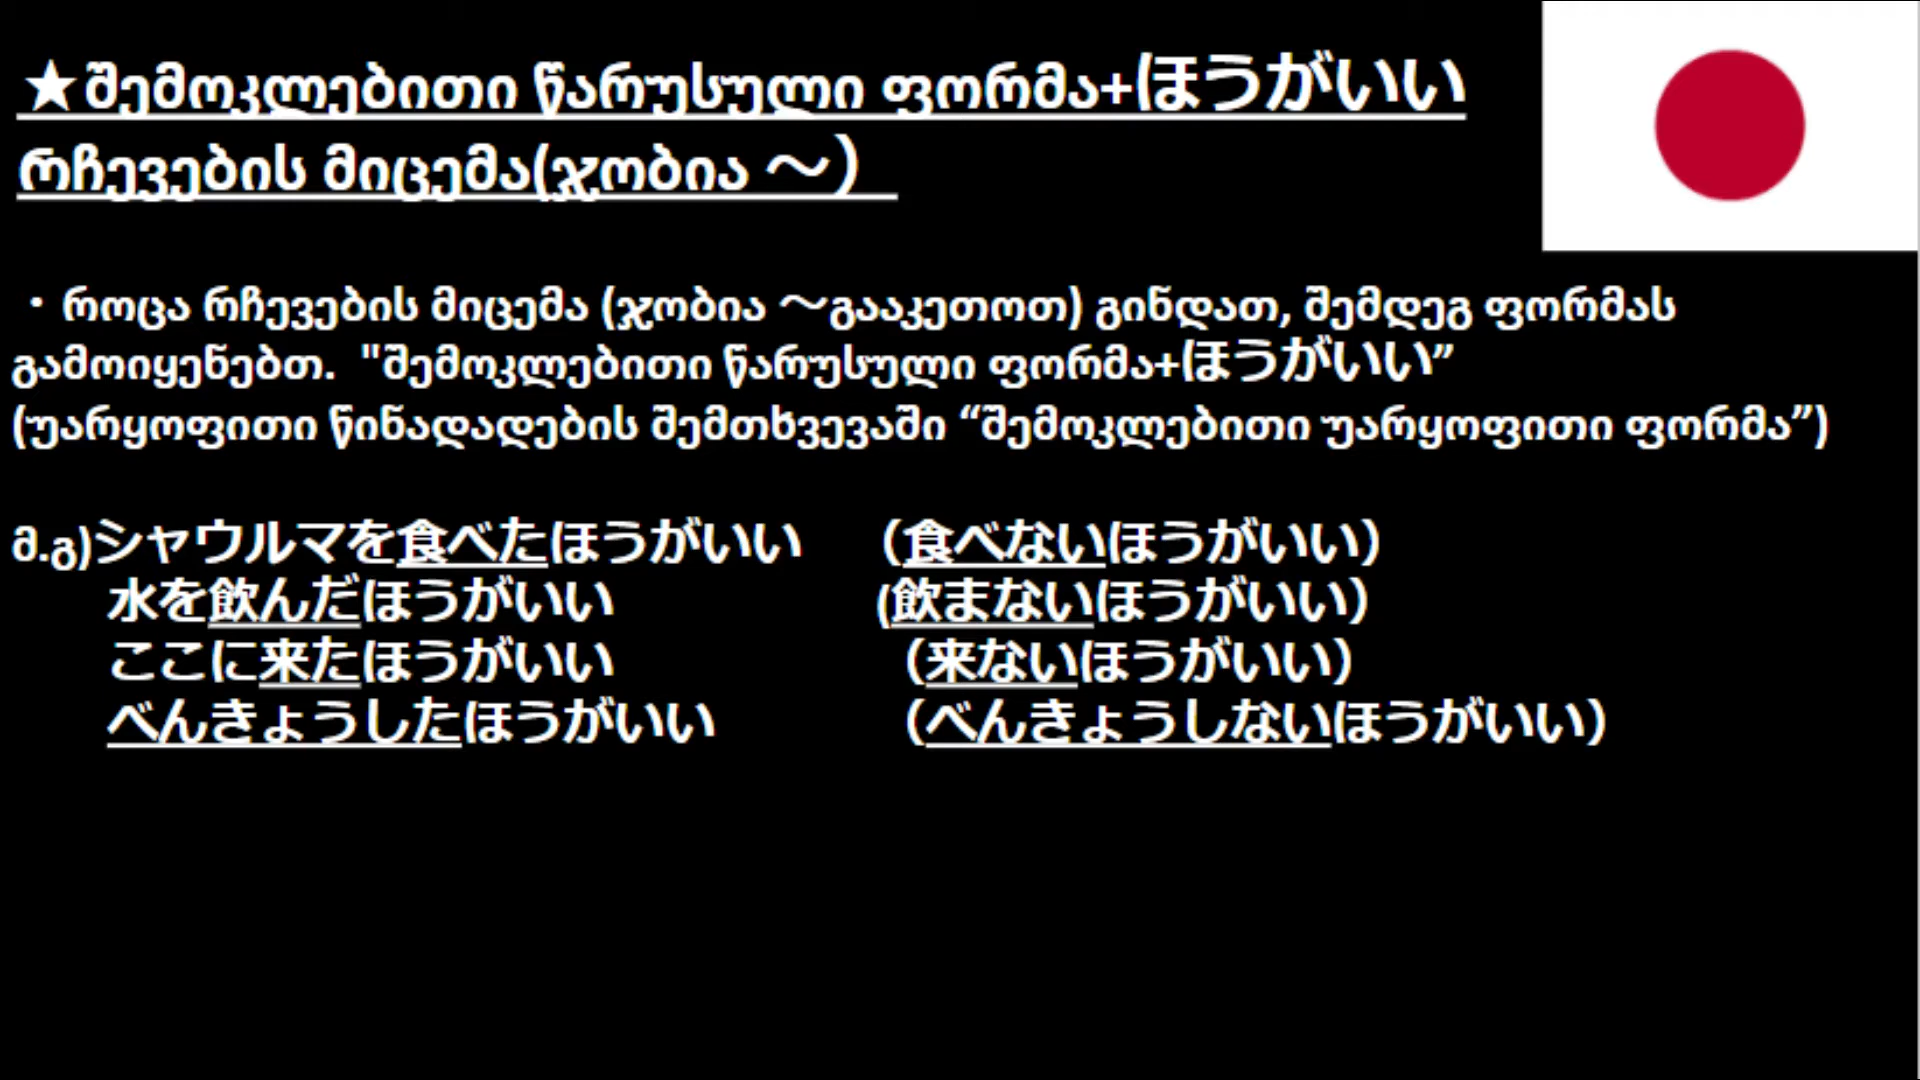 ★შემოკლებითი წარუსული ფორმა+ほうがいい
რჩევების მიცემა(ჯობია ～）
・როცა რჩევების მიცემა (ჯობია ～გააკეთოთ) გინდათ, შემდეგ ფორმას
გამოიყენებთ. "შემოკლებითი წარუსული ფორმა+ほうがいい”
(უარყოფითი წინადადების შემთხვევაში “შემოკლებითი უარყოფითი ფორმა”)
მ.გ)シャウルマを食べたほうがいい （食べないほうがいい）
水を飲んだほうがいい (飲まないほうがいい）
ここに来たほうがいい （来ないほうがいい）
べんきょうしたほうがいい （べんきょうしないほうがいい）